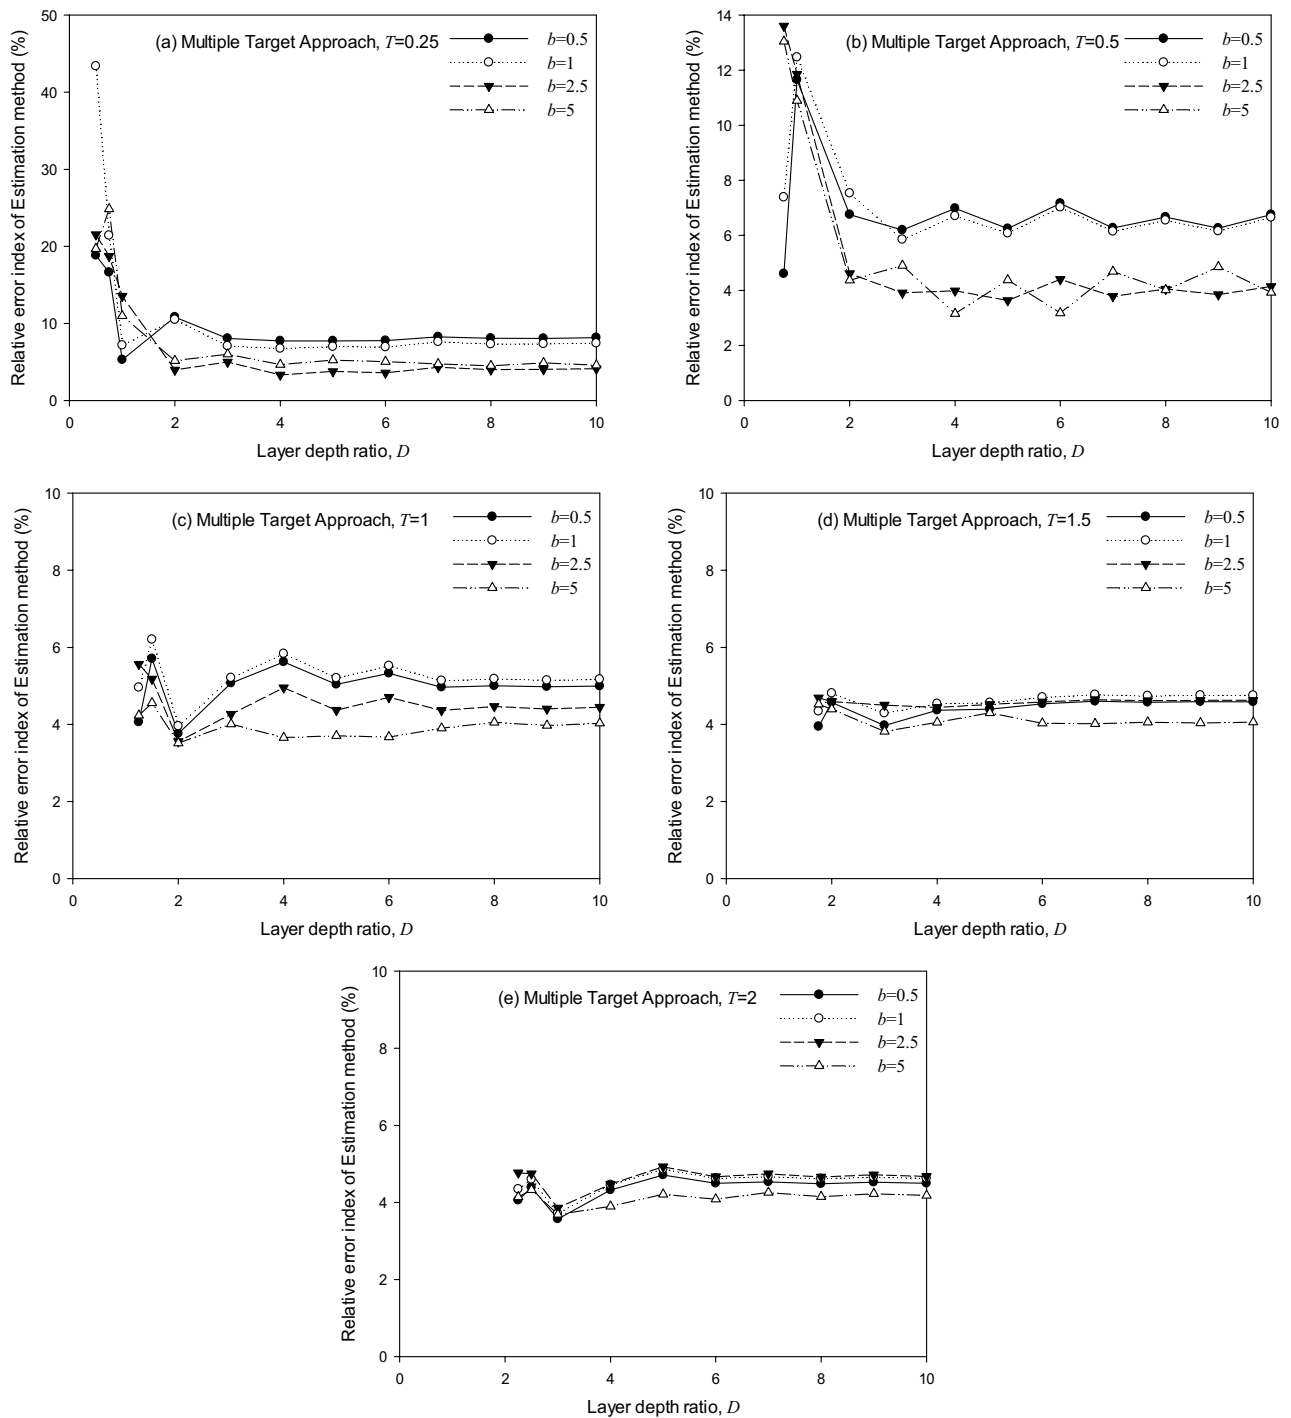 (a) Multiple Target Approach, T=0.25
b=0.5
b=1
b=2.5
b=5
Relative error index of Estimation method (%)
50
40
30
20
10
0
0 2 4 6 8 10
Layer depth ratio, D
(b) Multiple Target Approach, T=0.5
b=0.5
b=1
b=2.5
b=5
Relative error index of Estimation method (%)
14
12
10
8
6
4
2
0
0 2 4 6 8 10
Layer depth ratio, D
(c) Multiple Target Approach, T=1
b=0.5
b=1
b=2.5
b=5
Relative error index of Estimation method (%)
10
8
6
4
2
0
0 2 4 6 8 10
Layer depth ratio, D
(d) Multiple Target Approach, T=1.5
b=0.5
b=1
b=2.5
b=5
Relative error index of Estimation method (%)
10
8
6
4
2
0
0 2 4 6 8 10
Layer depth ratio, D
(e) Multiple Target Approach, T=2
b=0.5
b=1
b=2.5
b=5
Relative error index of Estimation method (%)
10
8
6
4
2
0
0 2 4 6 8 10
Layer depth ratio, D